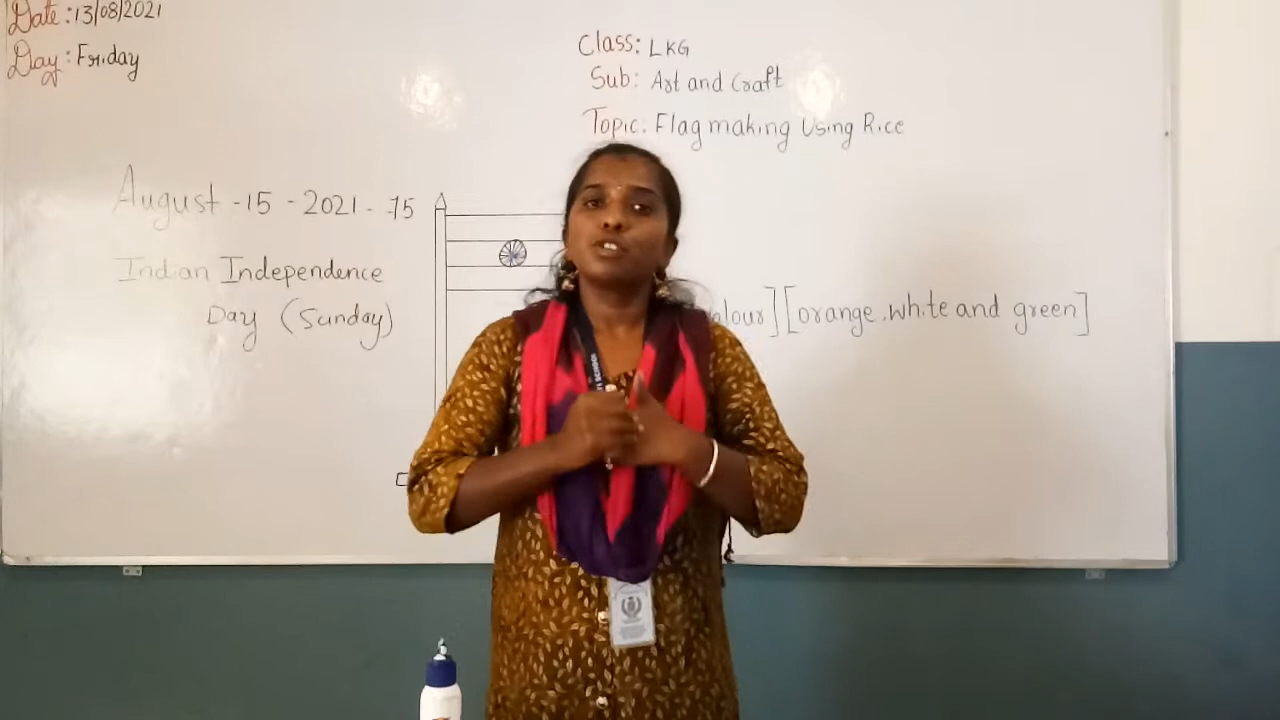 Date: 13/08/2021
Day: Friday
Class: LKG
Sub: Art and Craft
Topic: Flag making Using Rice
August - 15 - 2021 - 75
Indian Independence
Day (Sunday)
[orange, white and green]
SCHOOL